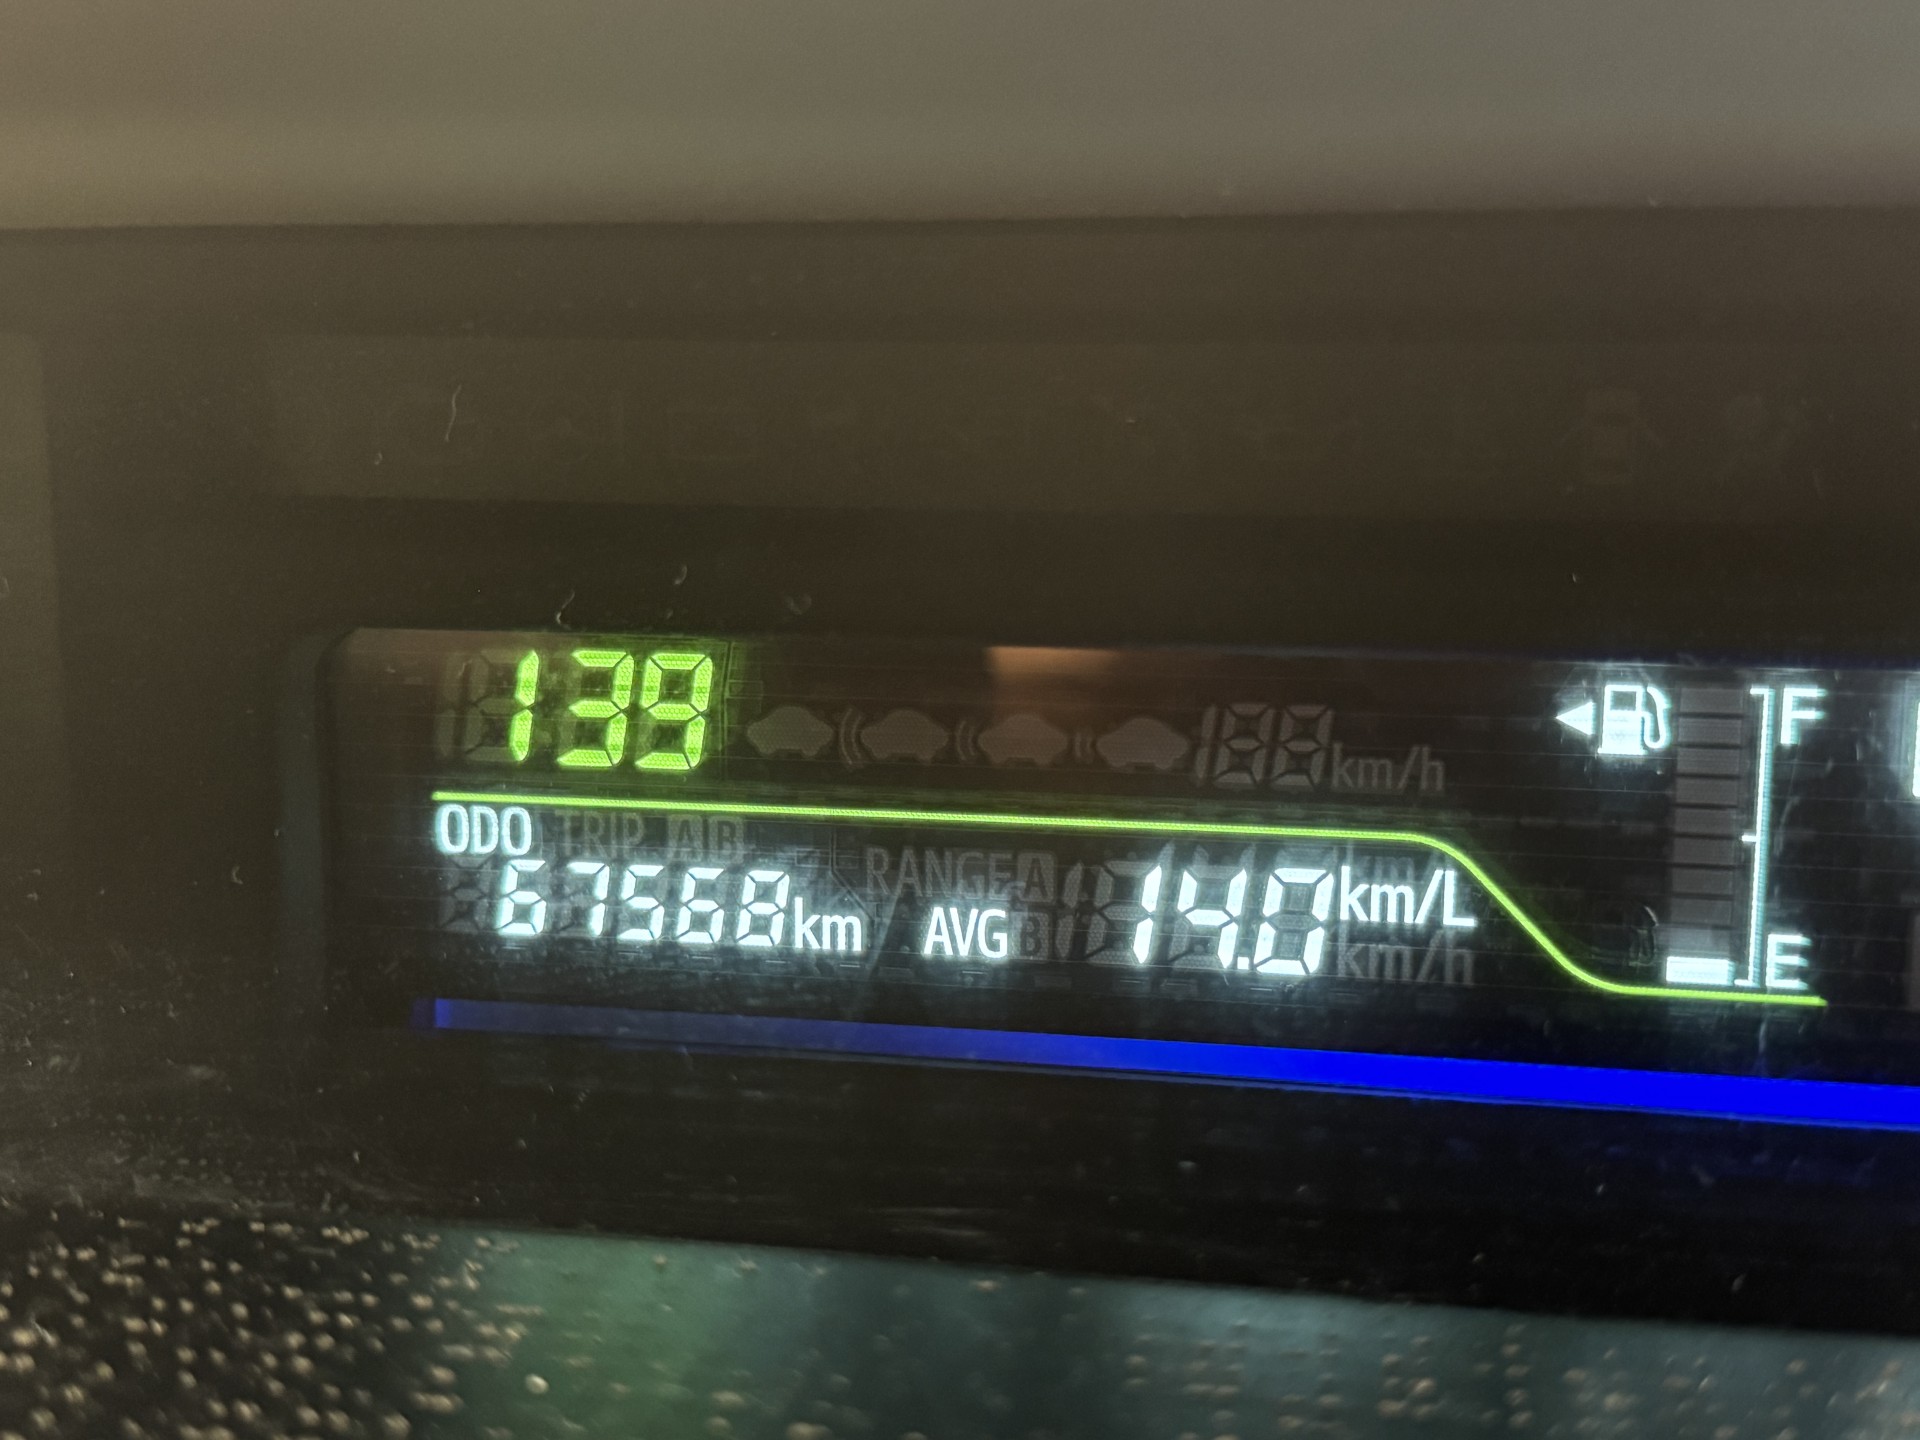 139
km/h
F
ODO TRIP A B
RANGE A
67568 km AVG B 14.0 km/L
km/h
E